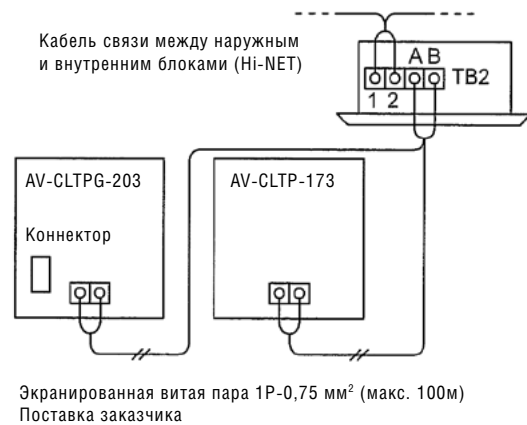 Кабель связи между наружным
и внутренним блоками (Hi-NET)
A B
TB2
1 2
AV-CLTPG-203
AV-CLTP-173
Коннектор
Экранированная витая пара 1Р-0,75 мм² (макс. 100м)
Поставка заказчика